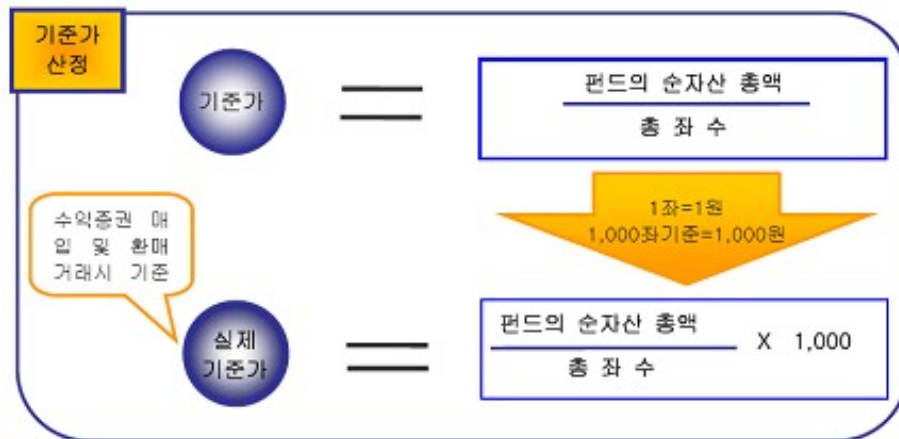 기준가
산정
기준가
펀드의 순자산 총액
총 좌 수
1좌=1원
1,000좌기준=1,000원
수익증권 매
입 및 환매
거래시 기준
실제
기준가
펀드의 순자산 총액
총 좌 수
X 1,000